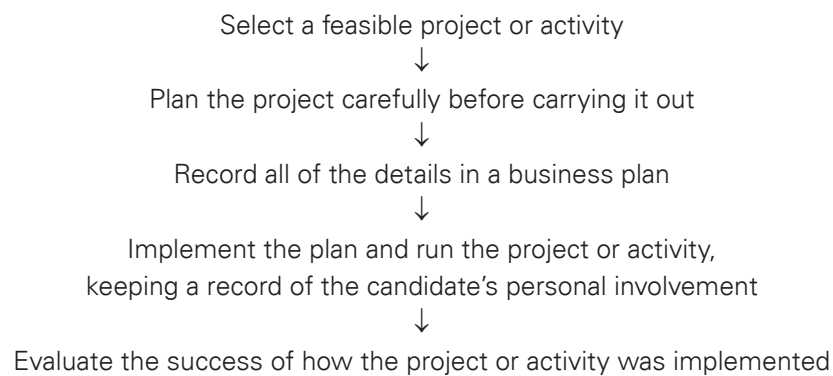 Select a feasible project or activity
↓
Plan the project carefully before carrying it out
↓
Record all of the details in a business plan
↓
Implement the plan and run the project or activity,
keeping a record of the candidate’s personal involvement
↓
Evaluate the success of how the project or activity was implemented